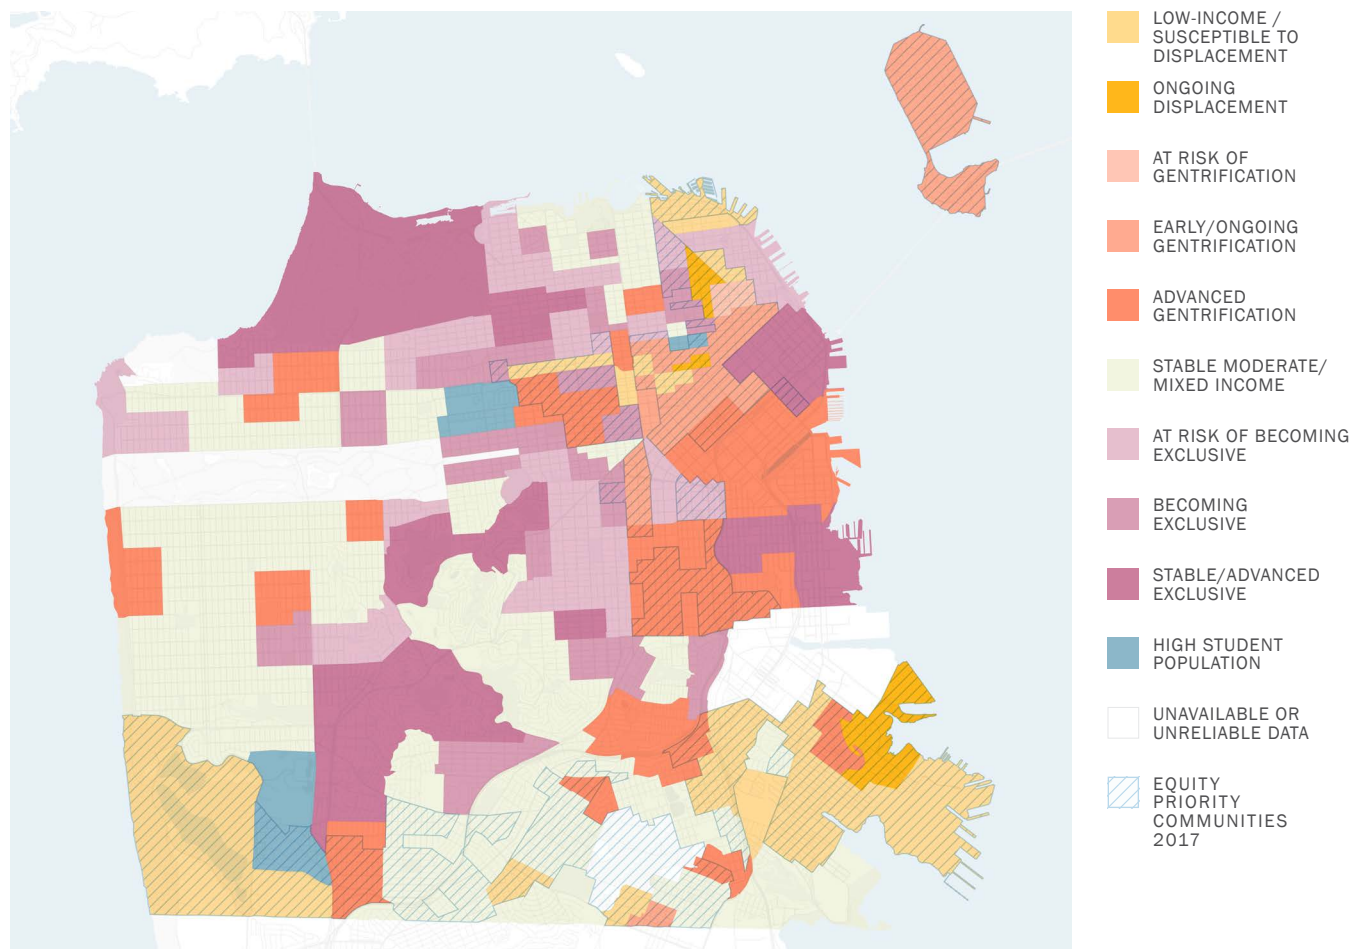 LOW-INCOME /
SUSCEPTIBLE TO
DISPLACEMENT
ONGOING
DISPLACEMENT
AT RISK OF
GENTRIFICATION
EARLY/ONGOING
GENTRIFICATION
ADVANCED
GENTRIFICATION
STABLE MODERATE/
MIXED INCOME
AT RISK OF BECOMING
EXCLUSIVE
BECOMING
EXCLUSIVE
STABLE/ADVANCED
EXCLUSIVE
HIGH STUDENT
POPULATION
UNAVAILABLE OR
UNRELIABLE DATA
EQUITY
PRIORITY
COMMUNITIES
2017